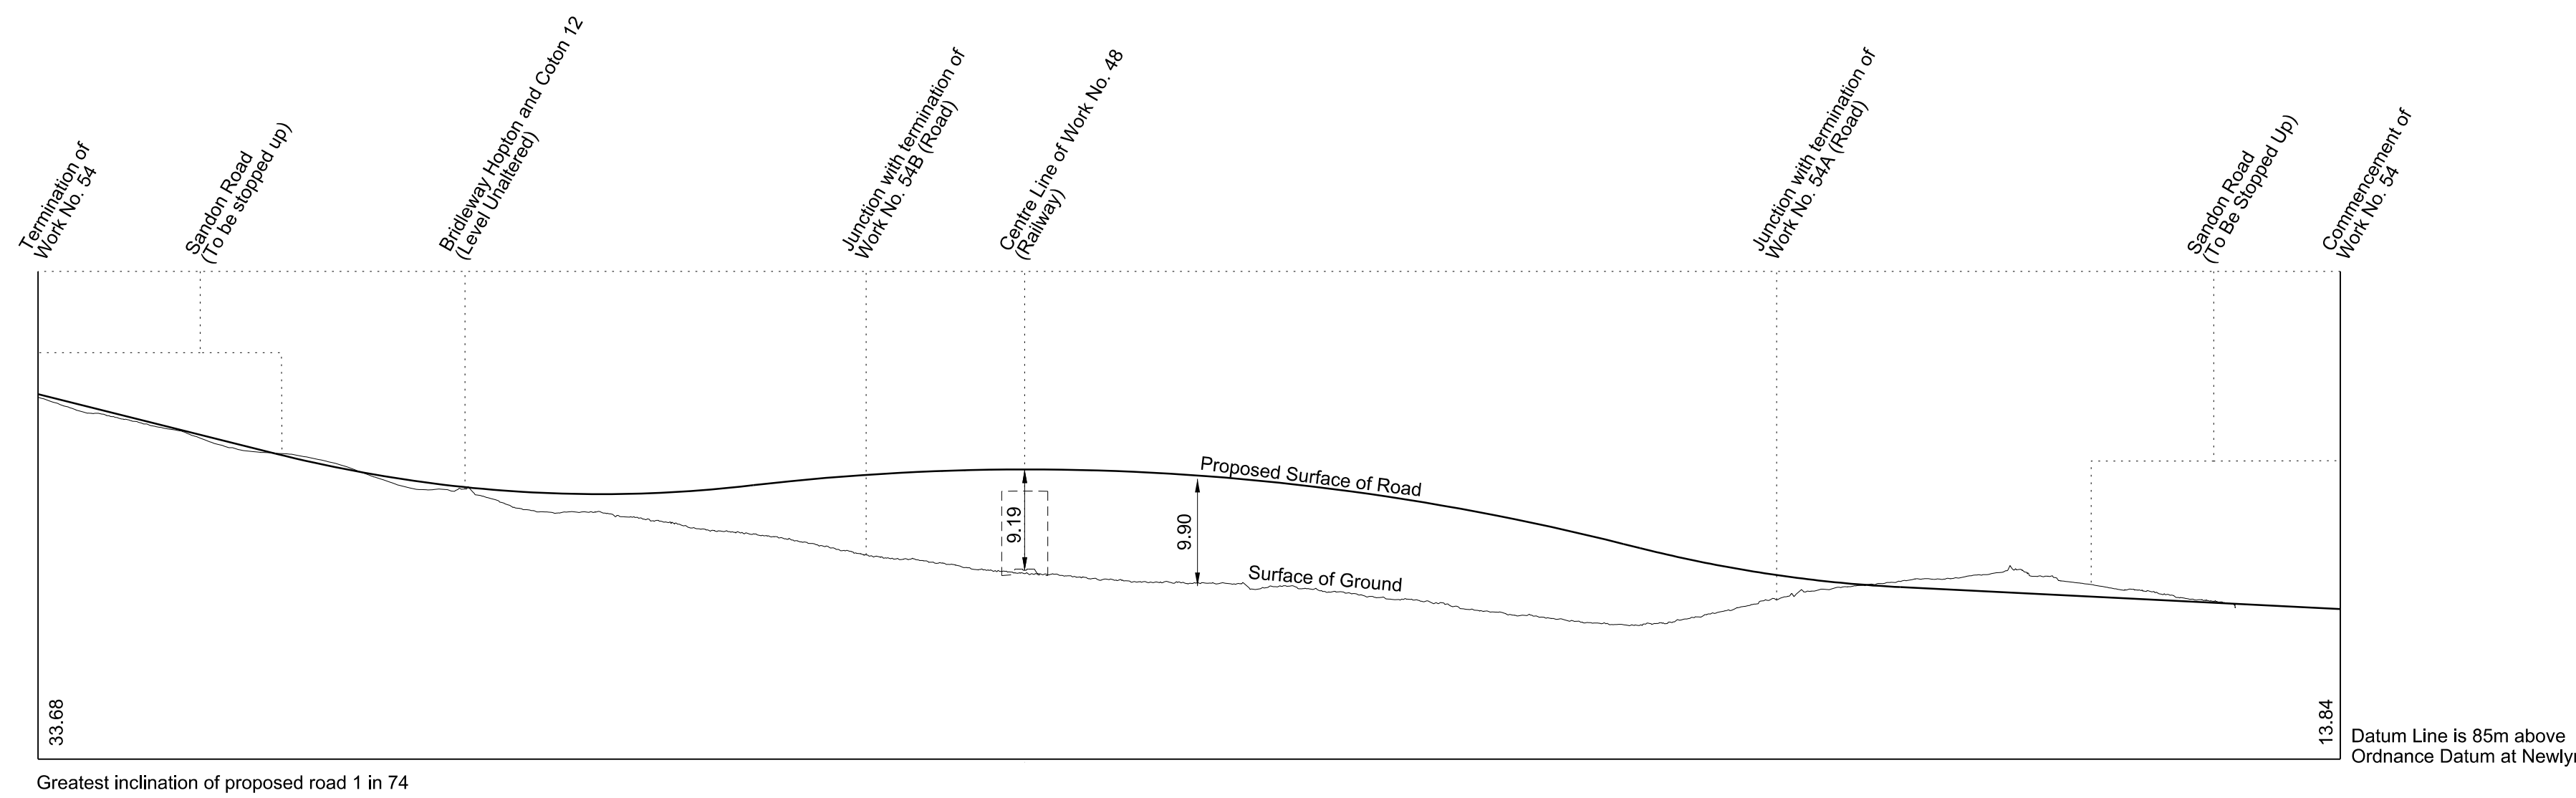 Termination of
Work No. 54
Sandon Road
(To be stopped up)
Bridleway Hopton and Coton 12
(Level Unaltered)
Junction with termination of
Work No. 54B (Road)
Centre Line of Work No. 48
(Railway)
Junction with termination of
Work No. 54A (Road)
Sandon Road
(To Be Stopped Up)
Commencement of
Work No. 54
Proposed Surface of Road
9.19
9.90
Surface of Ground
33.68
13.84
Datum Line is 85m above
Ordnance Datum at Newlyn
Greatest inclination of proposed road 1 in 74